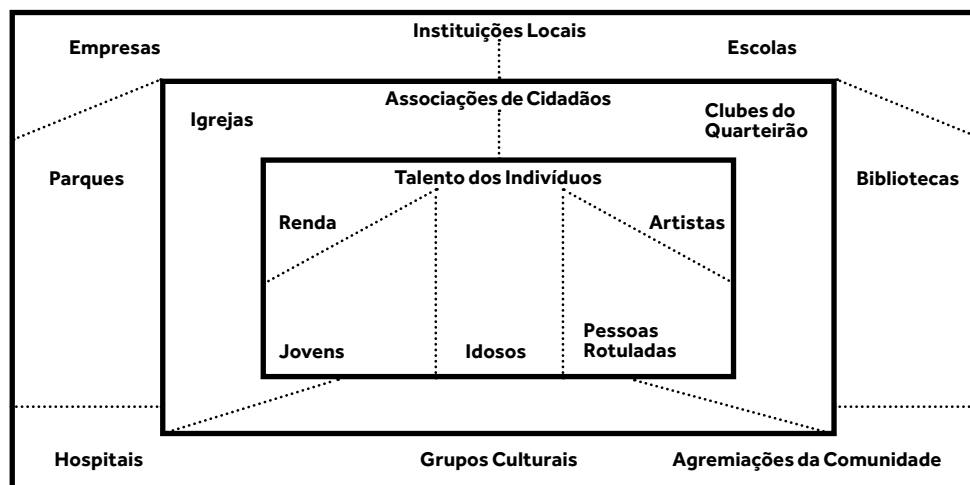 Instituições Locais
Empresas
Escolas
Associações de Cidadãos
Igrejas
Clubes do
Quarteirão
Parques
Talento dos Indivíduos
Bibliotecas
Renda
Artistas
Jovens
Idosos
Pessoas
Rotuladas
Hospitais
Grupos Culturais
Agremiações da Comunidade